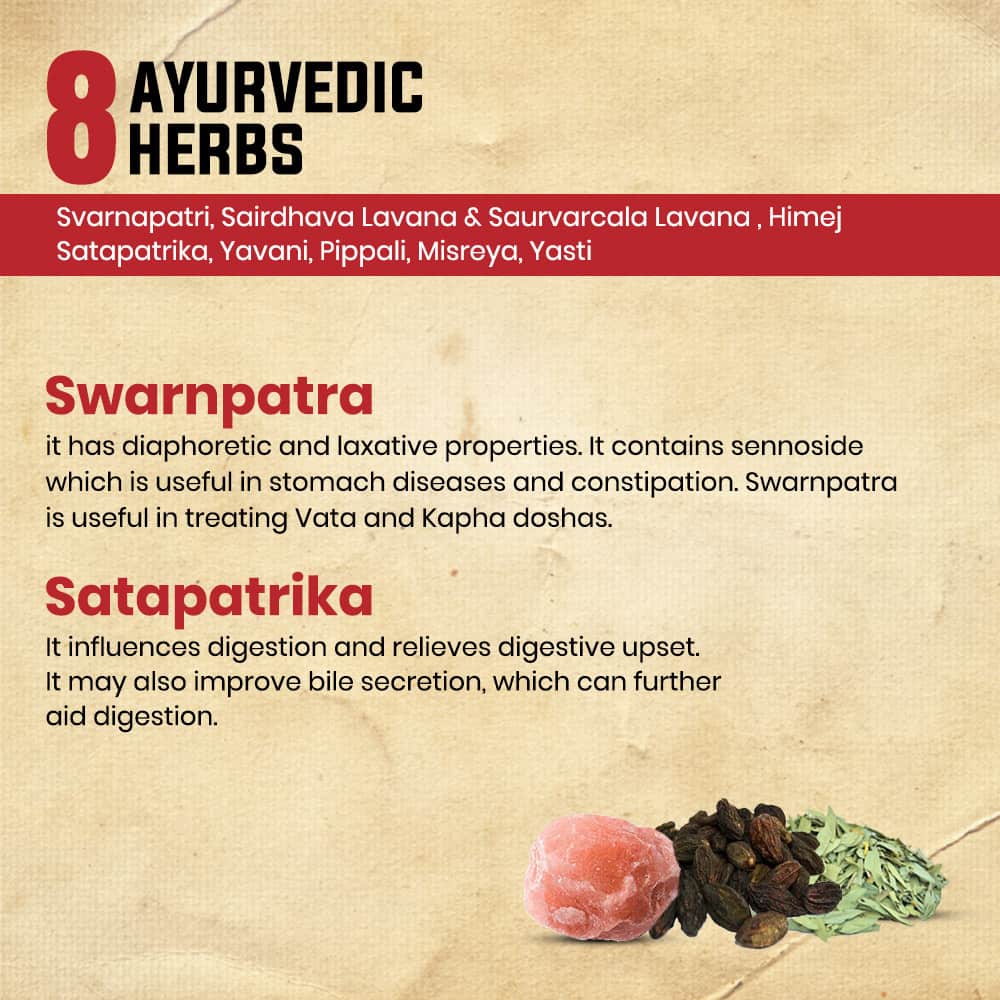 8 AYURVEDIC
HERBS
Svarnapatri, Sairdhava Lavana & Saurvarcala Lavana , Himej
Satapatrika, Yavani, Pippali, Misreya, Yasti
Swarnpatra
it has diaphoretic and laxative properties. It contains sennoside
which is useful in stomach diseases and constipation. Swarnpatra
is useful in treating Vata and Kapha doshas.
Satapatrika
It influences digestion and relieves digestive upset.
It may also improve bile secretion, which can further
aid digestion.